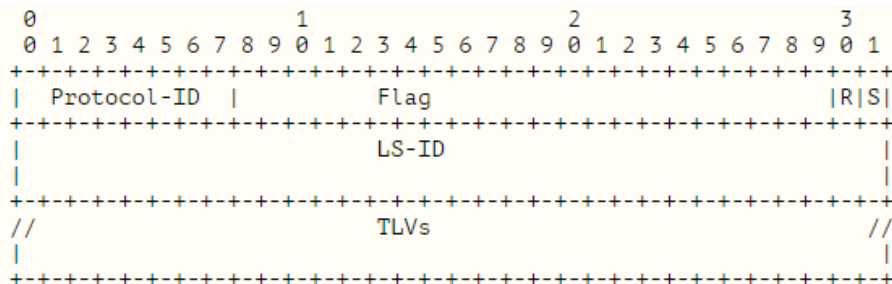 0                   1                   2                   3
 0 1 2 3 4 5 6 7 8 9 0 1 2 3 4 5 6 7 8 9 0 1 2 3 4 5 6 7 8 9 0 1
+-+-+-+-+-+-+-+-+-+-+-+-+-+-+-+-+-+-+-+-+-+-+-+-+-+-+-+-+-+-+-+-+
|  Protocol-ID  |          Flag                             |R|S|
+-+-+-+-+-+-+-+-+-+-+-+-+-+-+-+-+-+-+-+-+-+-+-+-+-+-+-+-+-+-+-+-+
|                          LS-ID                                |
|                                                               |
+-+-+-+-+-+-+-+-+-+-+-+-+-+-+-+-+-+-+-+-+-+-+-+-+-+-+-+-+-+-+-+-+
//                         TLVs                                //
|                                                               |
+-+-+-+-+-+-+-+-+-+-+-+-+-+-+-+-+-+-+-+-+-+-+-+-+-+-+-+-+-+-+-+-+